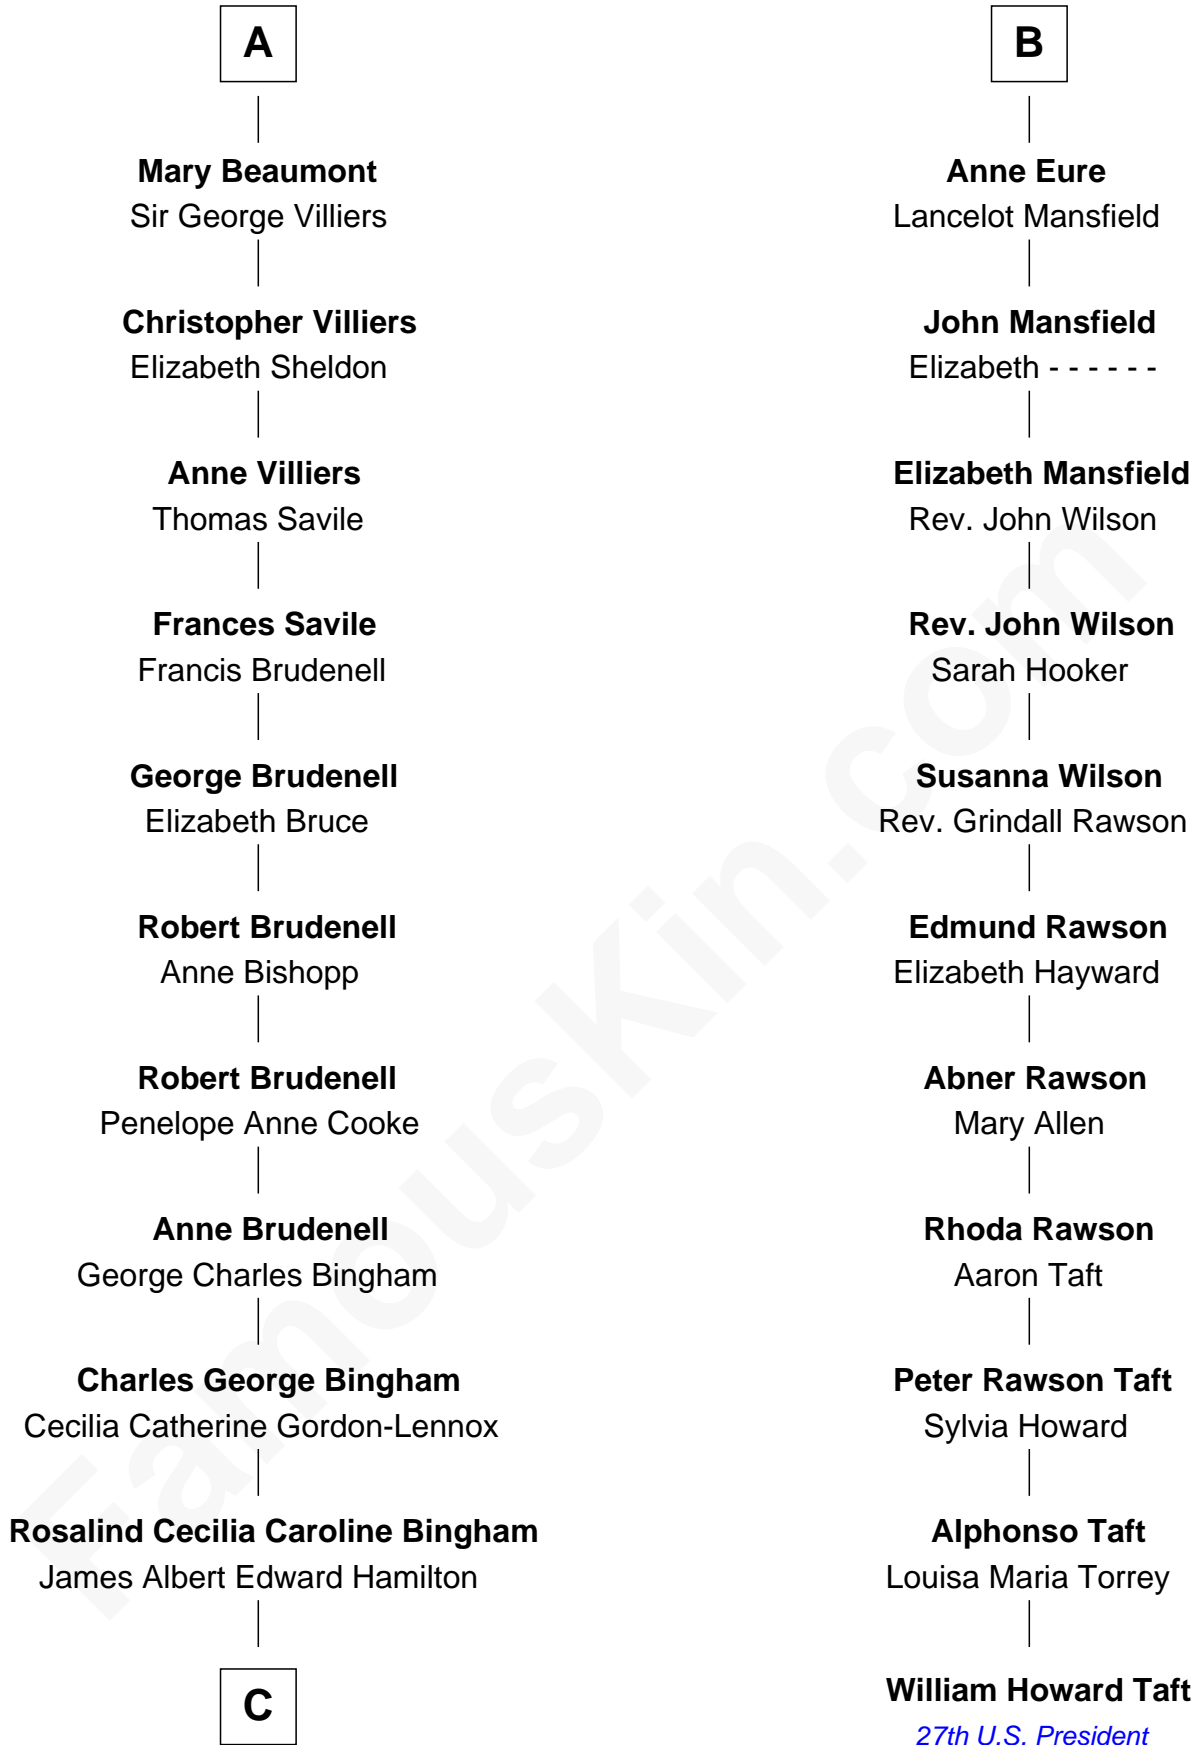 A
Mary Beaumont
Sir George Villiers
Christopher Villiers
Elizabeth Sheldon
Anne Villiers
Thomas Savile
Frances Savile
Francis Brudenell
George Brudenell
Elizabeth Bruce
Robert Brudenell
Anne Bishopp
Robert Brudenell
Penelope Anne Cooke
Anne Brudenell
George Charles Bingham
Charles George Bingham
Cecilia Catherine Gordon-Lennox
Rosalind Cecilia Caroline Bingham
James Albert Edward Hamilton
C
B
Anne Eure
Lancelot Mansfield
John Mansfield
Elizabeth - - - - - -
Elizabeth Mansfield
Rev. John Wilson
Rev. John Wilson
Sarah Hooker
Susanna Wilson
Rev. Grindall Rawson
Edmund Rawson
Elizabeth Hayward
Abner Rawson
Mary Allen
Rhoda Rawson
Aaron Taft
Peter Rawson Taft
Sylvia Howard
Alphonso Taft
Louisa Maria Torrey
William Howard Taft
27th U.S. President
FamousKin.com